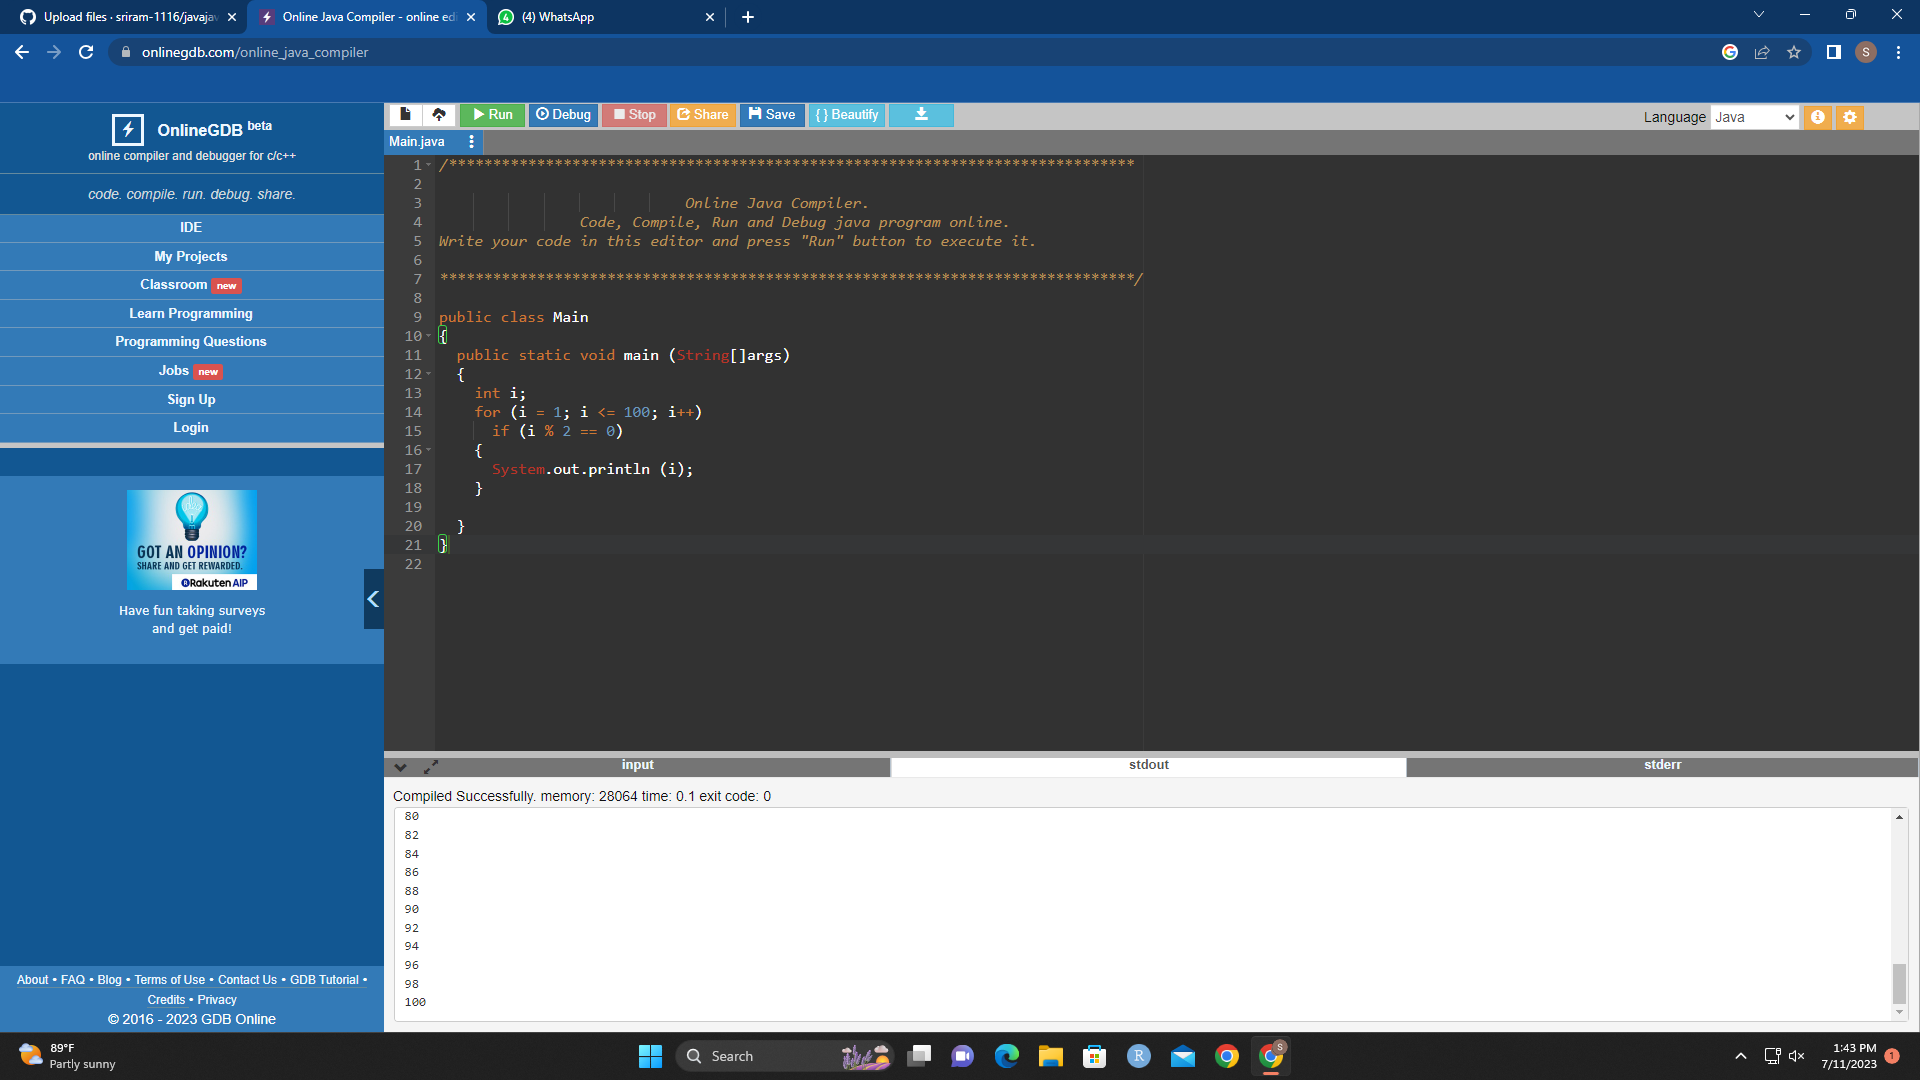 Upload files · sriram-1116/javajav
Online Java Compiler - online edi
(4) WhatsApp
onlinegdb.com/online_java_compiler
S
OnlineGDB beta
online compiler and debugger for c/c++
code. compile. run. debug. share.
IDE
My Projects
Classroom new
Learn Programming
Programming Questions
Jobs new
Sign Up
Login
GOT AN OPINION?
SHARE AND GET REWARDED.
Rakuten AIP
Have fun taking surveys
and get paid!
About • FAQ • Blog • Terms of Use • Contact Us • GDB Tutorial •
Credits • Privacy
© 2016 - 2023 GDB Online
Run Debug Stop Share Save { } Beautify
Language Java
Main.java
1 /******************************************************************************
2
3 Online Java Compiler.
4 Code, Compile, Run and Debug java program online.
5 Write your code in this editor and press "Run" button to execute it.
6
7 *******************************************************************************/
8
9 public class Main
10 {
11 public static void main (String[]args)
12 {
13 int i;
14 for (i = 1; i <= 100; i++)
15 if (i % 2 == 0)
16 {
17 System.out.println (i);
18 }
19
20 }
21 }
22
input stdout stderr
Compiled Successfully. memory: 28064 time: 0.1 exit code: 0
80
82
84
86
88
90
92
94
96
98
100
89°F
Partly sunny
Search
R
S
1:43 PM
7/11/2023
1